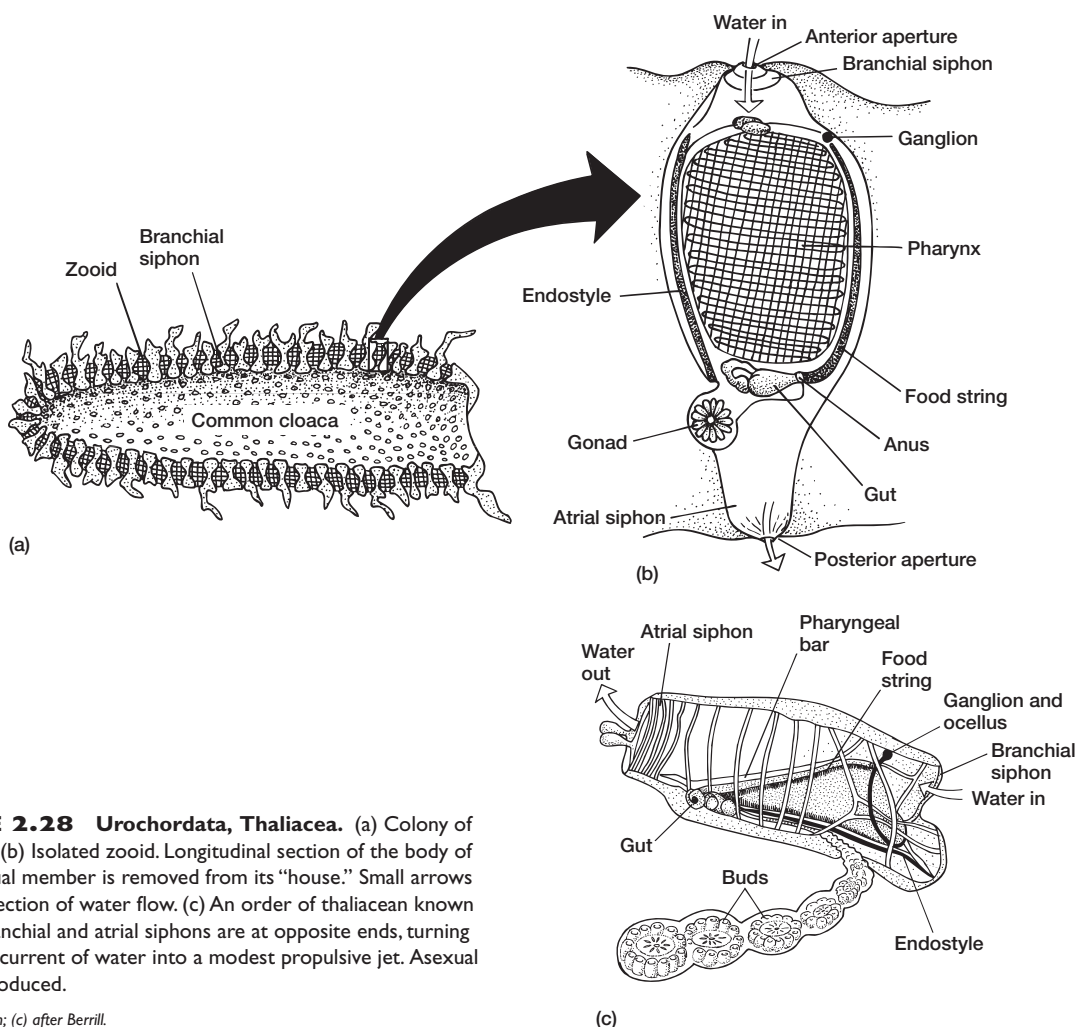 Water in
Anterior aperture
Branchial siphon
Ganglion
Pharynx
Endostyle
Food string
Gonad
Anus
Gut
Atrial siphon
Posterior aperture
(b)
Branchial
siphon
Zooid
Common cloaca
(a)
Pharyngeal
bar
Atrial siphon
Water
out
Food
string
Ganglion and
ocellus
Branchial
siphon
Water in
Gut
Buds
Endostyle
(c)
2.28 Urochordata, Thaliacea. (a) Colony of
(b) Isolated zooid. Longitudinal section of the body of
member is removed from its “house.” Small arrows
of water flow. (c) An order of thaliacean known
and atrial siphons are at opposite ends, turning
current of water into a modest propulsive jet. Asexual
(c) after Berrill.